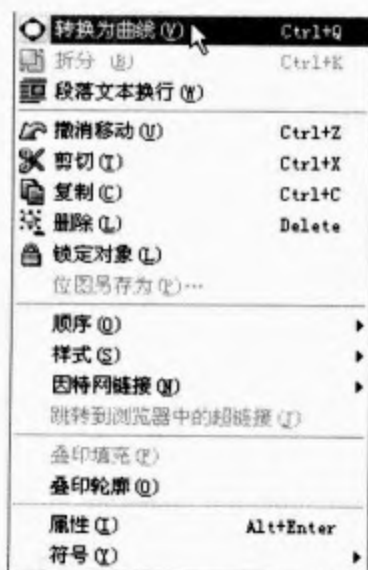 转换为曲线(V) Ctrl+Q
折分 (B) Ctrl+K
段落文本换行(W)
撤消移动(U) Ctrl+Z
剪切(T) Ctrl+X
复制(C) Ctrl+C
删除(L) Delete
锁定对象(L)
位图另存为(P)…
顺序(O)
样式(S)
因特网链接(N)
跳转到浏览器中的超链接(J)
叠印填充(F)
叠印轮廓(O)
属性(I) Alt+Enter
符号(Y)